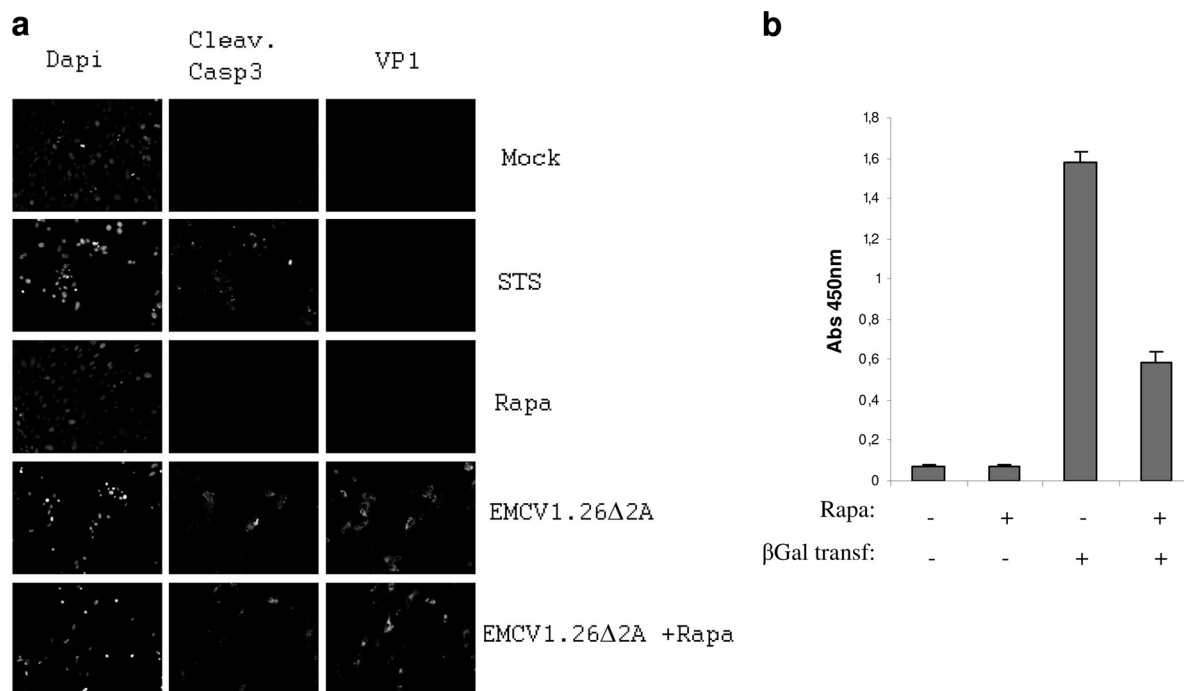 a
Dapi
Cleav.
Casp3
VP1
Mock
STS
Rapa
EMCV1.26Δ2A
EMCV1.26Δ2A +Rapa
b
1,8
1,6
1,4
1,2
1
0,8
0,6
0,4
0,2
0
Abs 450nm
Rapa: - + - +
βGal transf: - - + +